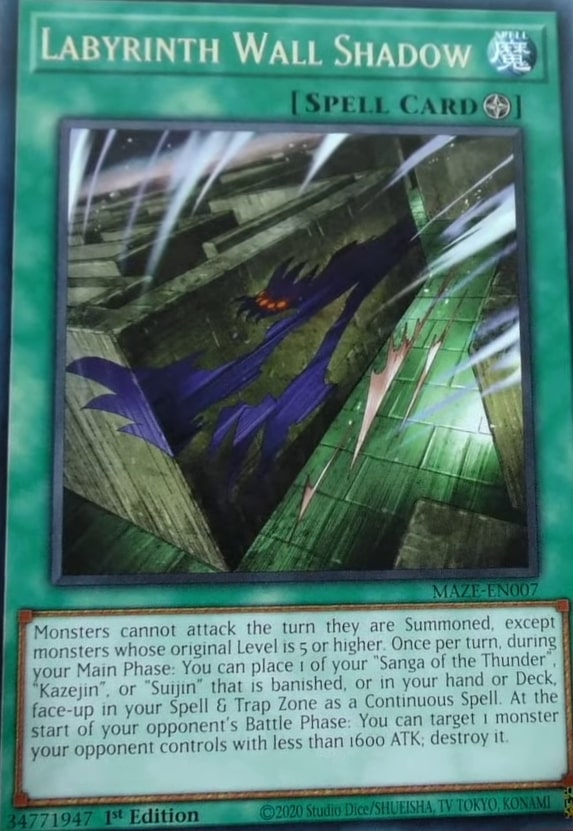 LABYRINTH WALL SHADOW
SPELL
魔
[SPELL CARD]
MAZE-EN007
Monsters cannot attack the turn they are Summoned, except
monsters whose original Level is 5 or higher. Once per turn, during
your Main Phase: You can place 1 of your "Sanga of the Thunder",
"Kazejin", or "Suijin" that is banished, or in your hand or Deck,
face-up in your Spell & Trap Zone as a Continuous Spell. At the
start of your opponent's Battle Phase: You can target 1 monster
your opponent controls with less than 1600 ATK; destroy it.
34771947 1st Edition
©2020 Studio Dice/SHUEISHA, TV TOKYO, KONAMI